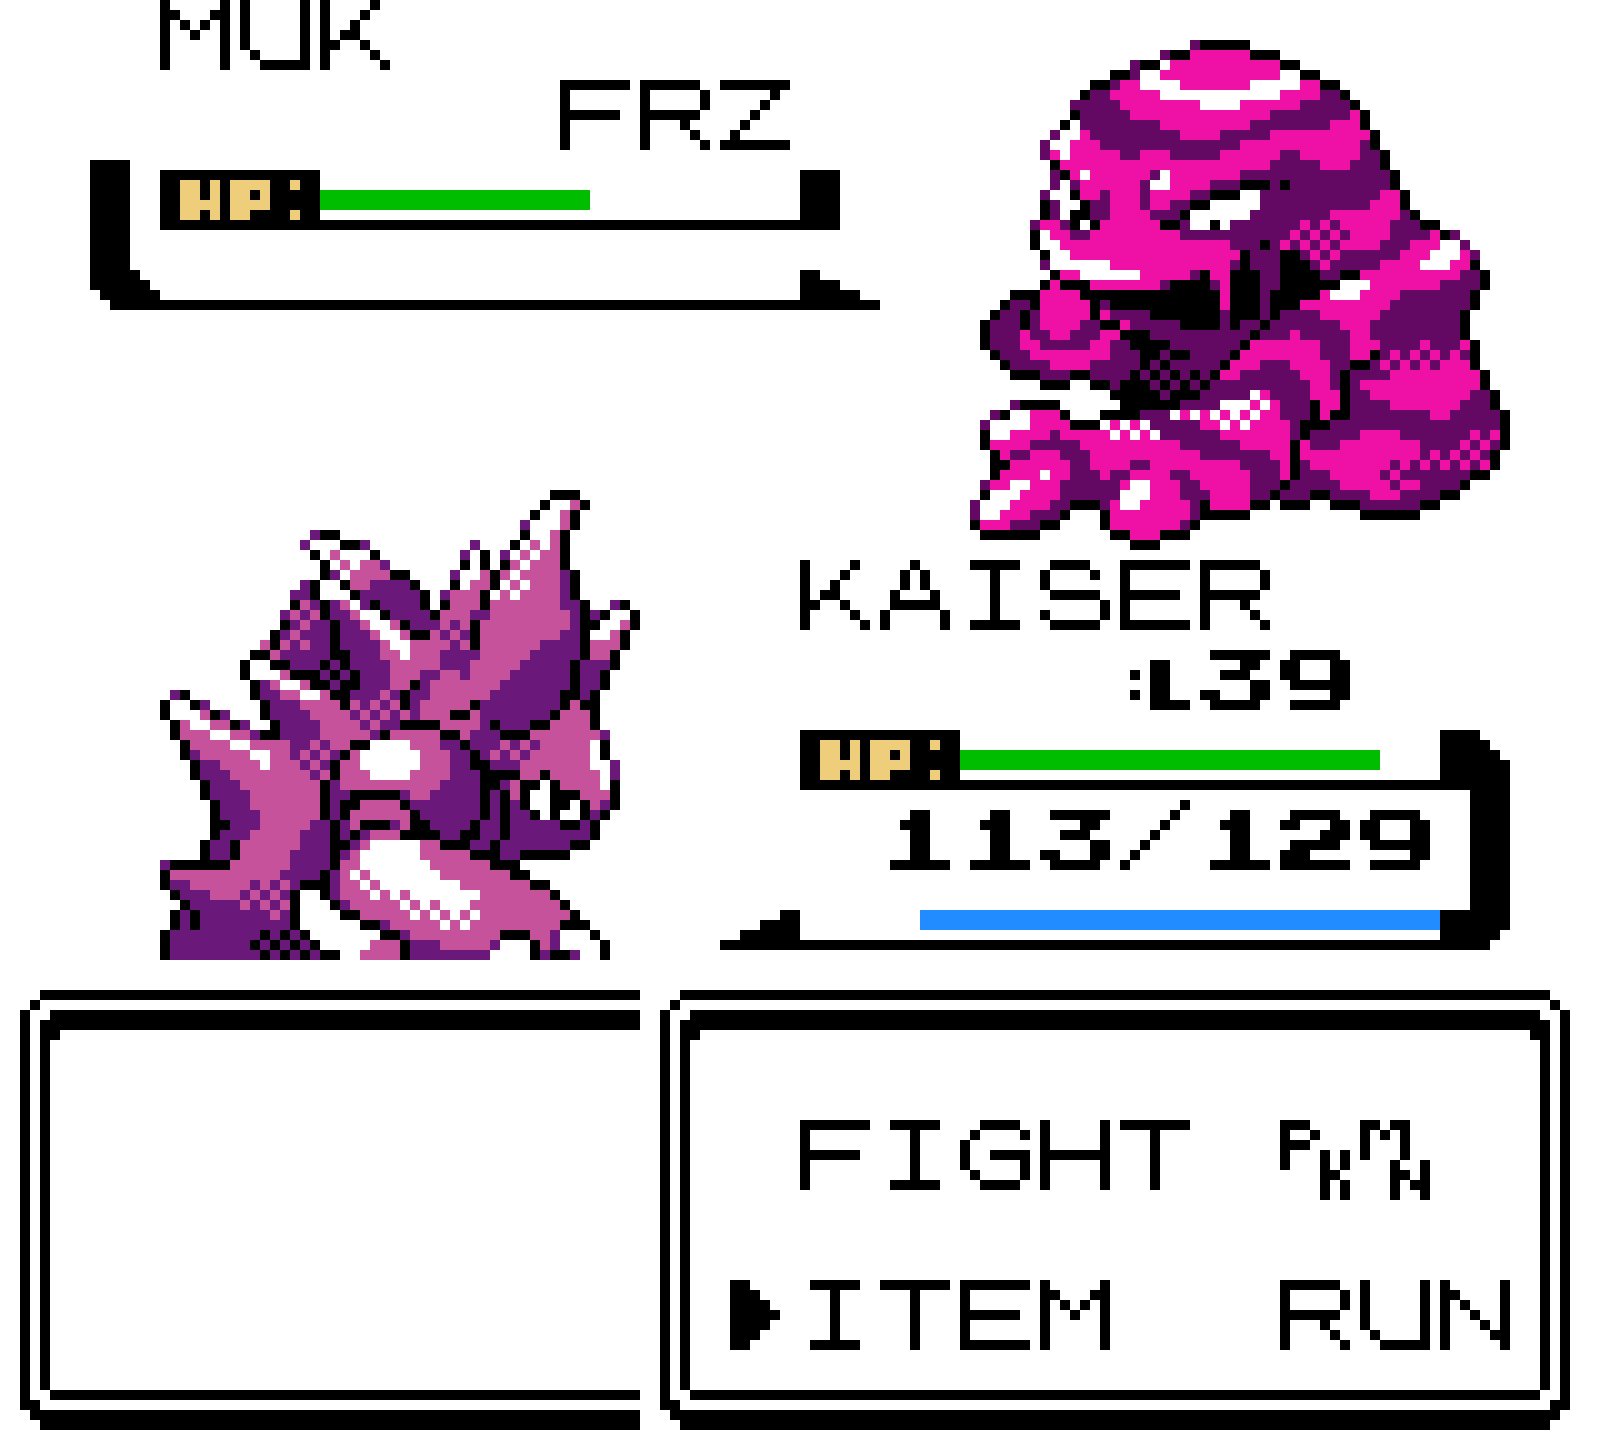 MUK
FRZ
HP:
KAISER
:L39
HP:
113/129
FIGHT PKMN
▶ITEM RUN